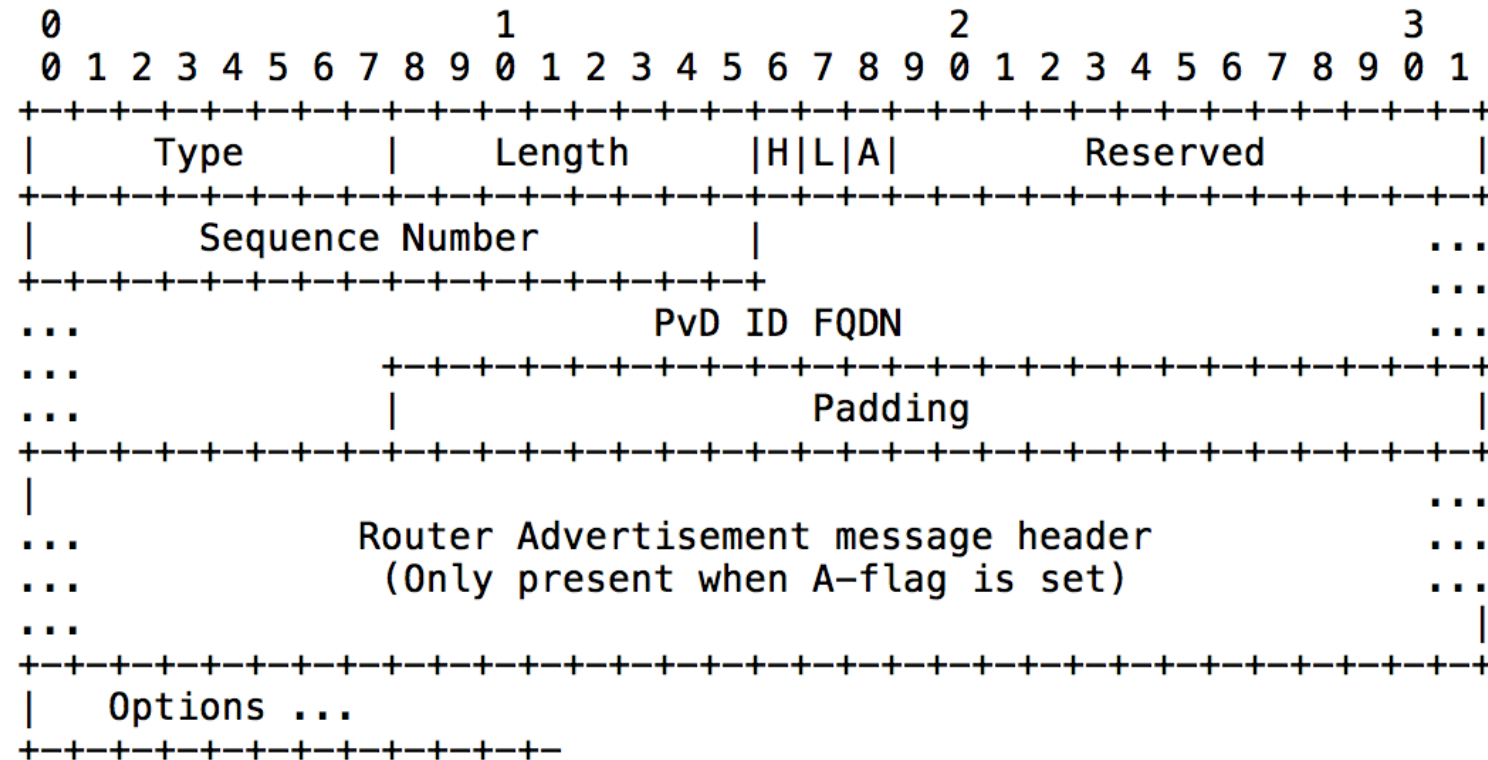 0                   1                   2                   3
 0 1 2 3 4 5 6 7 8 9 0 1 2 3 4 5 6 7 8 9 0 1 2 3 4 5 6 7 8 9 0 1
+-+-+-+-+-+-+-+-+-+-+-+-+-+-+-+-+-+-+-+-+-+-+-+-+-+-+-+-+-+-+-+-+
|     Type      |    Length     |H|L|A|        Reserved         |
+-+-+-+-+-+-+-+-+-+-+-+-+-+-+-+-+-+-+-+-+-+-+-+-+-+-+-+-+-+-+-+-+
|       Sequence Number         |                             ...
+-+-+-+-+-+-+-+-+-+-+-+-+-+-+-+-+                             ...
...                         PvD ID FQDN                       ...
...             +-+-+-+-+-+-+-+-+-+-+-+-+-+-+-+-+-+-+-+-+-+-+-+-+
...             |                  Padding                      |
+-+-+-+-+-+-+-+-+-+-+-+-+-+-+-+-+-+-+-+-+-+-+-+-+-+-+-+-+-+-+-+-+
|                                                             ...
...            Router Advertisement message header            ...
...             (Only present when A-flag is set)             ...
...                                                             |
+-+-+-+-+-+-+-+-+-+-+-+-+-+-+-+-+-+-+-+-+-+-+-+-+-+-+-+-+-+-+-+-+
|   Options ...
+-+-+-+-+-+-+-+-+-+-+-+-